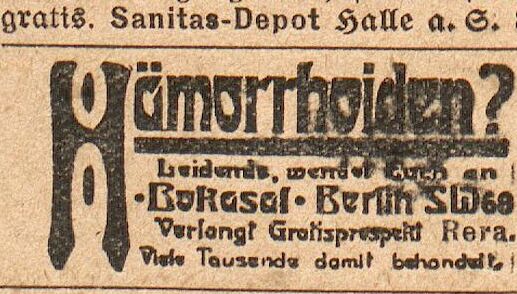 gratis. Sanitas-Depot Halle a. S.
Hämorrhoiden?
Leidende, wendet Euch an
·Bokasal· Berlin SW68
Verlangt Gratisprospekt Rera.
Viele Tausende damit behandelt.